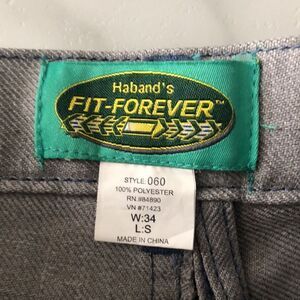 Haband's
FIT-FOREVER™
STYLE 060
100% POLYESTER
RN.#84890
VN #71423
W:34
L:S
MADE IN CHINA